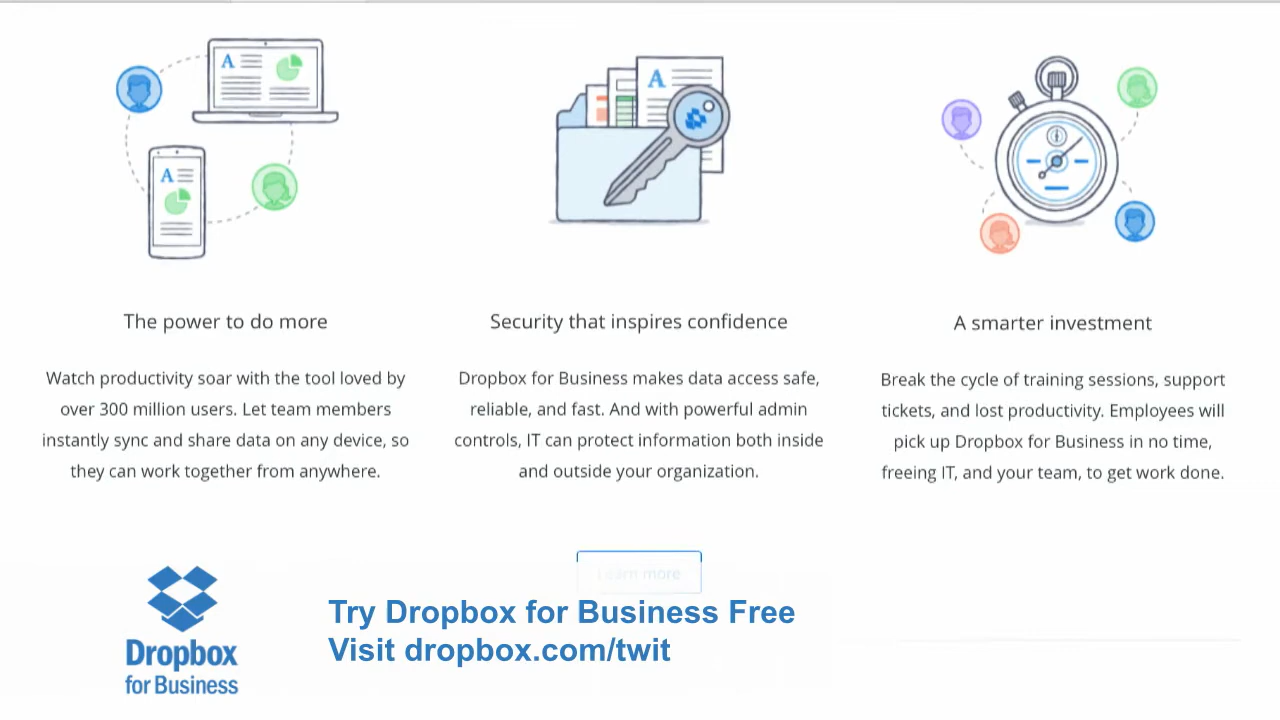 A
A
A
The power to do more
Watch productivity soar with the tool loved by
over 300 million users. Let team members
instantly sync and share data on any device, so
they can work together from anywhere.
Security that inspires confidence
Dropbox for Business makes data access safe,
reliable, and fast. And with powerful admin
controls, IT can protect information both inside
and outside your organization.
A smarter investment
Break the cycle of training sessions, support
tickets, and lost productivity. Employees will
pick up Dropbox for Business in no time,
freeing IT, and your team, to get work done.
Learn more
Dropbox
for Business
Try Dropbox for Business Free
Visit dropbox.com/twit